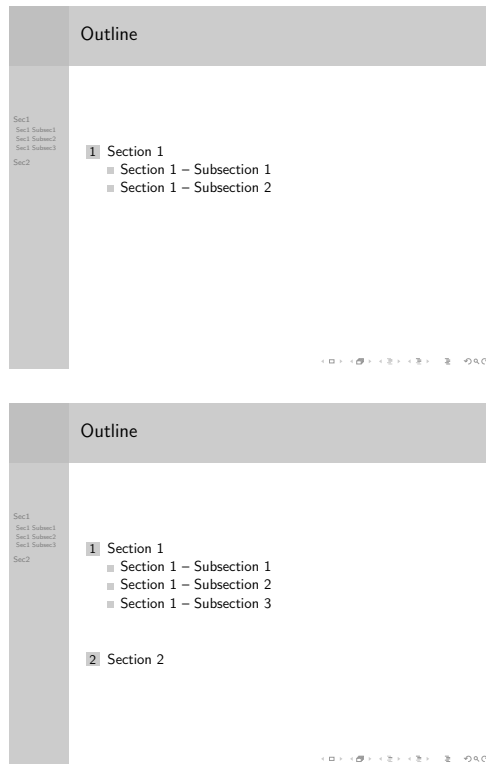 Outline
Sec1
Sec1 Subsec1
Sec1 Subsec2
Sec1 Subsec3
Sec2
1 Section 1
Section 1 – Subsection 1
Section 1 – Subsection 2
Outline
Sec1
Sec1 Subsec1
Sec1 Subsec2
Sec1 Subsec3
Sec2
1 Section 1
Section 1 – Subsection 1
Section 1 – Subsection 2
Section 1 – Subsection 3
2 Section 2